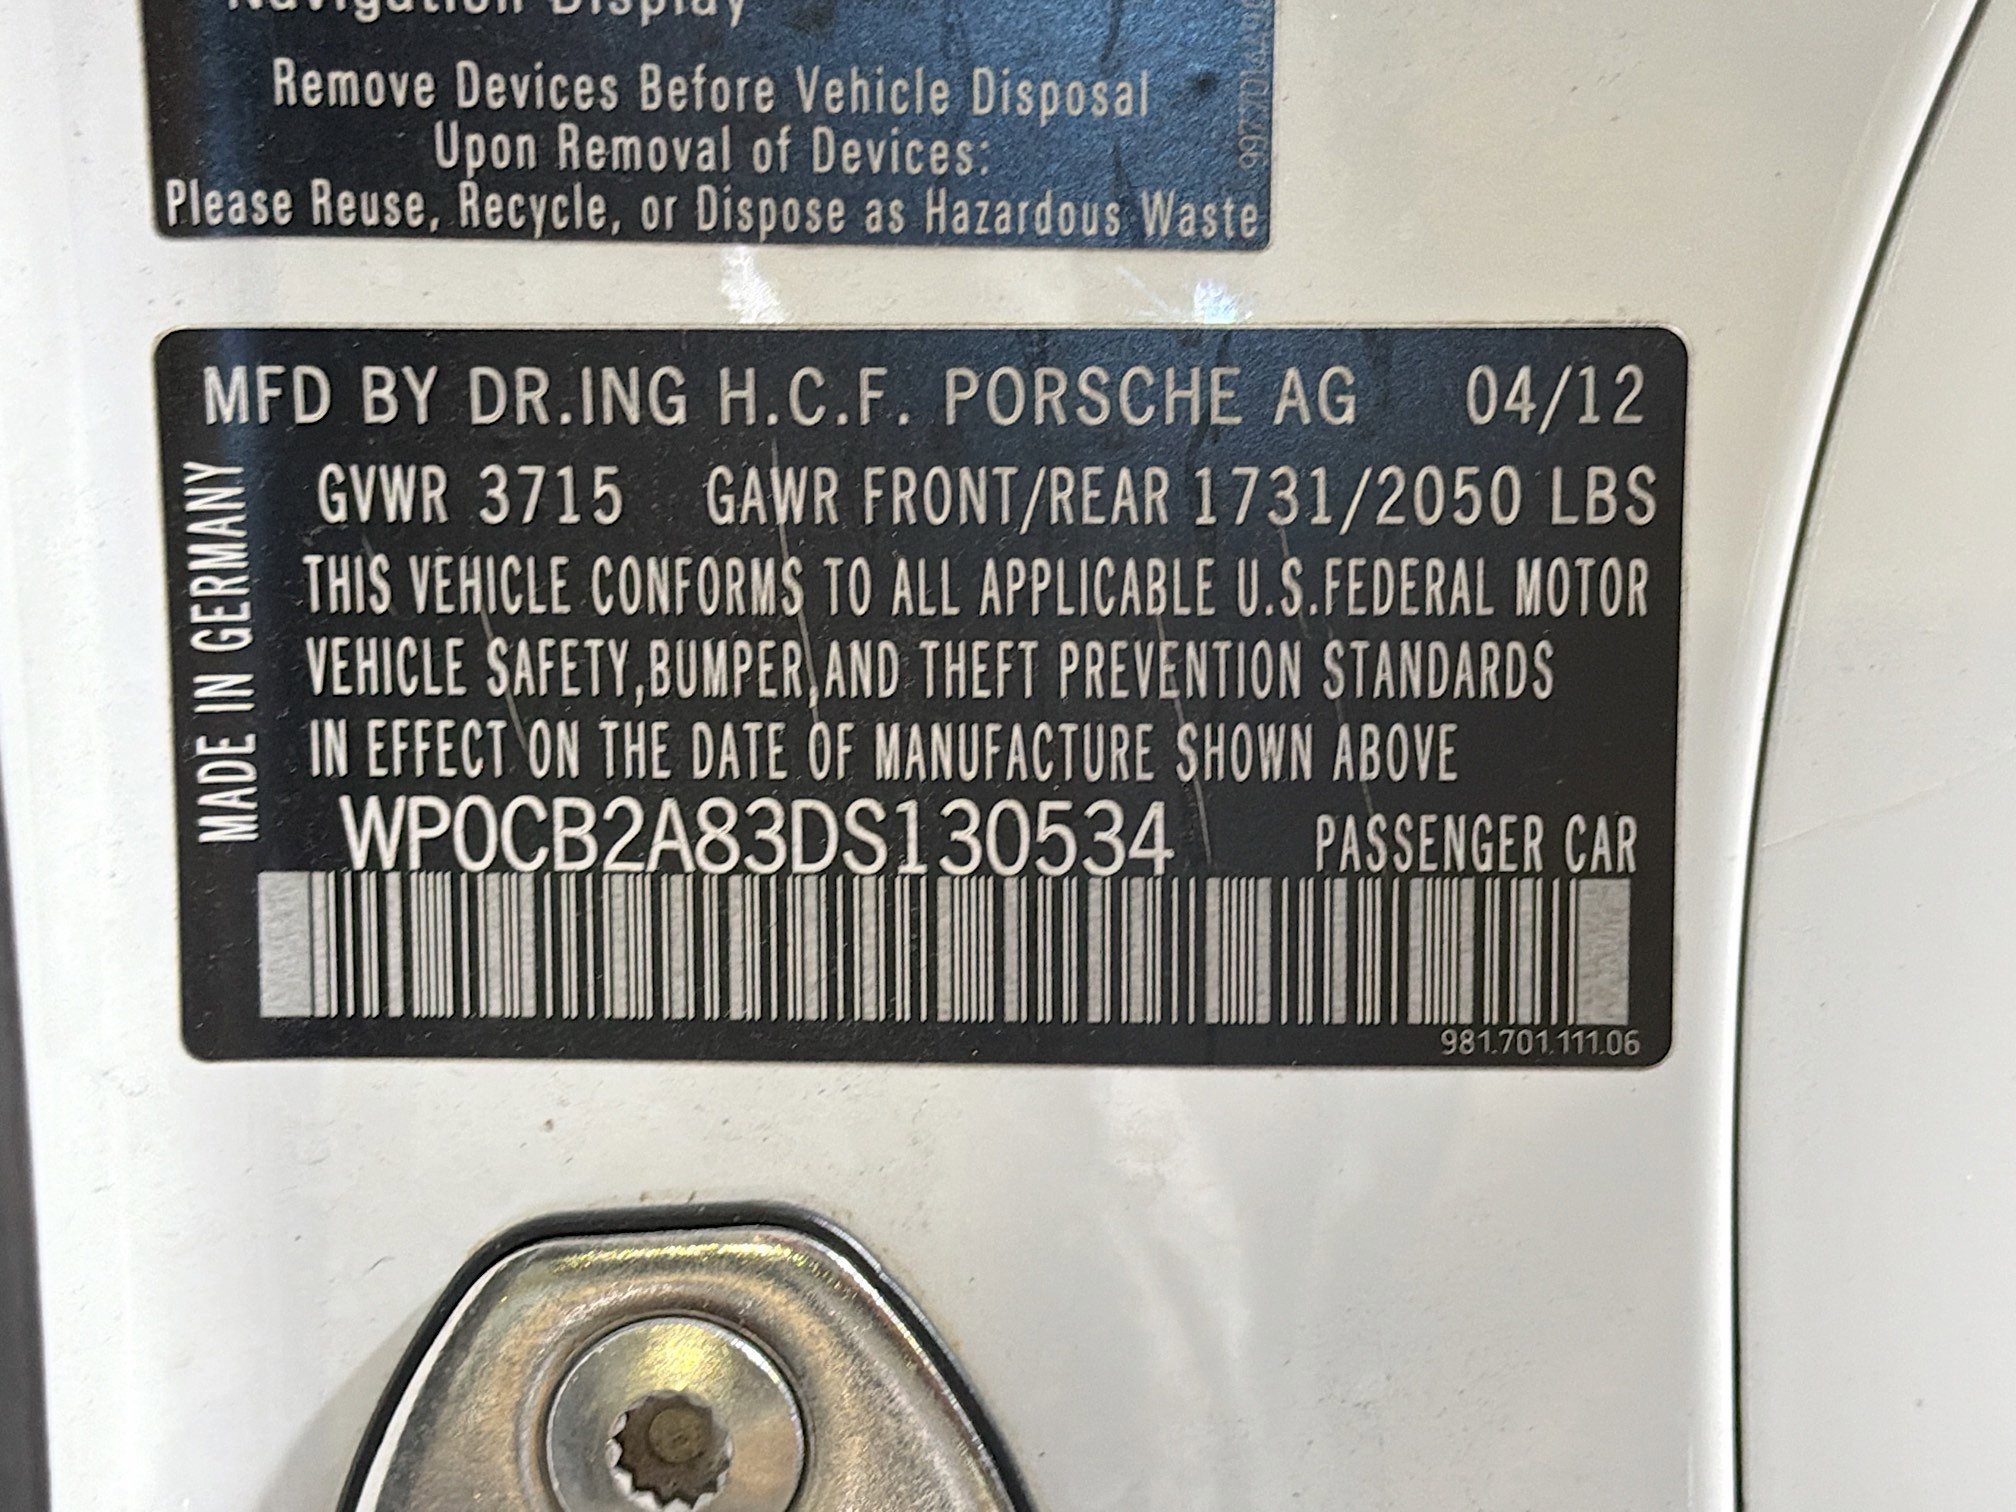 Navigation Display
Remove Devices Before Vehicle Disposal
Upon Removal of Devices:
Please Reuse, Recycle, or Dispose as Hazardous Waste
MFD BY DR.ING H.C.F. PORSCHE AG 04/12
GVWR 3715 GAWR FRONT/REAR 1731/2050 LBS
THIS VEHICLE CONFORMS TO ALL APPLICABLE U.S.FEDERAL MOTOR
VEHICLE SAFETY,BUMPER,AND THEFT PREVENTION STANDARDS
IN EFFECT ON THE DATE OF MANUFACTURE SHOWN ABOVE
WP0CB2A83DS130534 PASSENGER CAR
981.701.111.06
MADE IN GERMANY